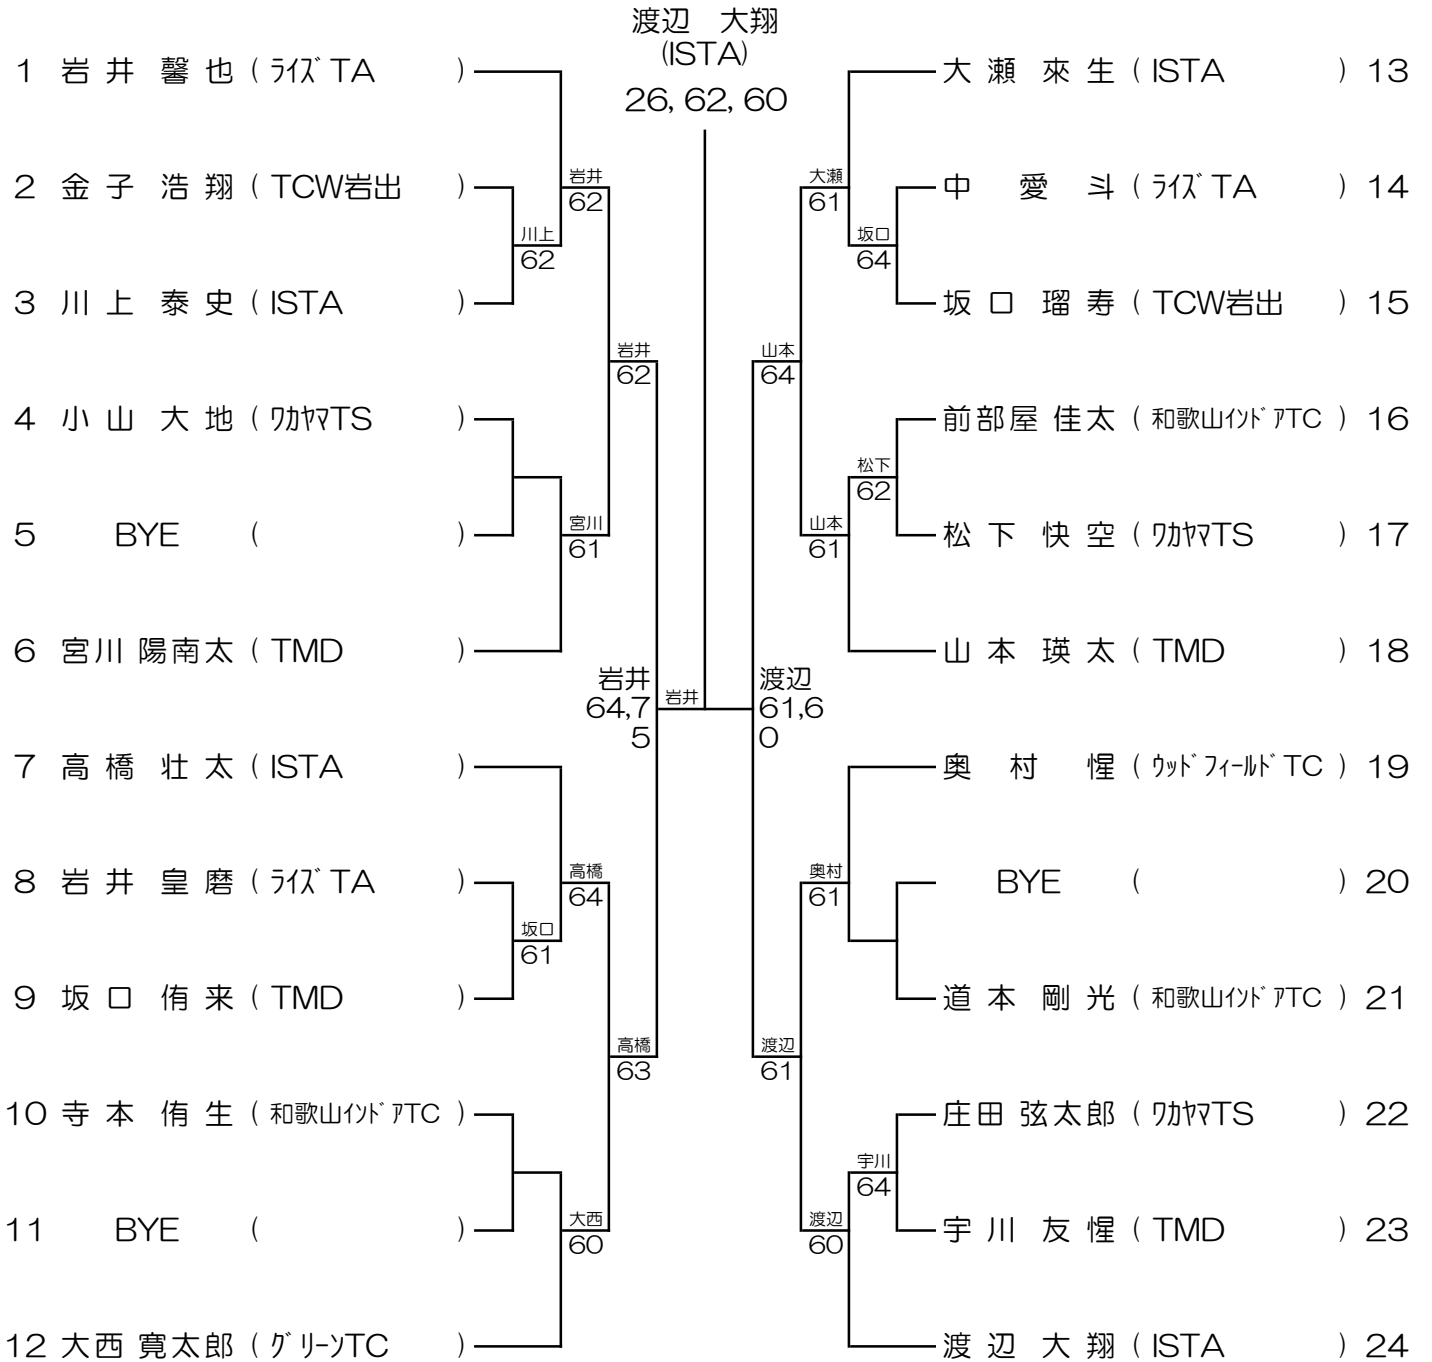 渡辺　大翔
(ISTA)
26, 62, 60
1 岩井 馨也 ( ﾗｲｽﾞTA )
2 金子 浩翔 ( TCW岩出 )
3 川上 泰史 ( ISTA )
4 小山 大地 ( ﾜｶﾔﾏTS )
5 BYE ( )
6 宮川 陽南太 ( TMD )
7 高橋 壮太 ( ISTA )
8 岩井 皇磨 ( ﾗｲｽﾞTA )
9 坂口 侑来 ( TMD )
10 寺本 侑生 ( 和歌山ｲﾝﾄﾞｱTC )
11 BYE ( )
12 大西 寛太郎 ( ｸﾞﾘｰﾝTC )
川上
62
坂口
61
岩井
62
宮川
61
高橋
64
大西
60
岩井
62
高橋
63
岩井
64,7
5
岩井
渡辺
61,6
0
山本
64
渡辺
61
大瀬
61
山本
61
奥村
61
渡辺
60
坂口
64
松下
62
宇川
64
大瀬 來生 ( ISTA ) 13
中 愛斗 ( ﾗｲｽﾞTA ) 14
坂口 瑠寿 ( TCW岩出 ) 15
前部屋 佳太 ( 和歌山ｲﾝﾄﾞｱTC ) 16
松下 快空 ( ﾜｶﾔﾏTS ) 17
山本 瑛太 ( TMD ) 18
奥村 惺 ( ｳｯﾄﾞﾌｨｰﾙﾄﾞTC ) 19
BYE ( ) 20
道本 剛光 ( 和歌山ｲﾝﾄﾞｱTC ) 21
庄田 弦太郎 ( ﾜｶﾔﾏTS ) 22
宇川 友惺 ( TMD ) 23
渡辺 大翔 ( ISTA ) 24